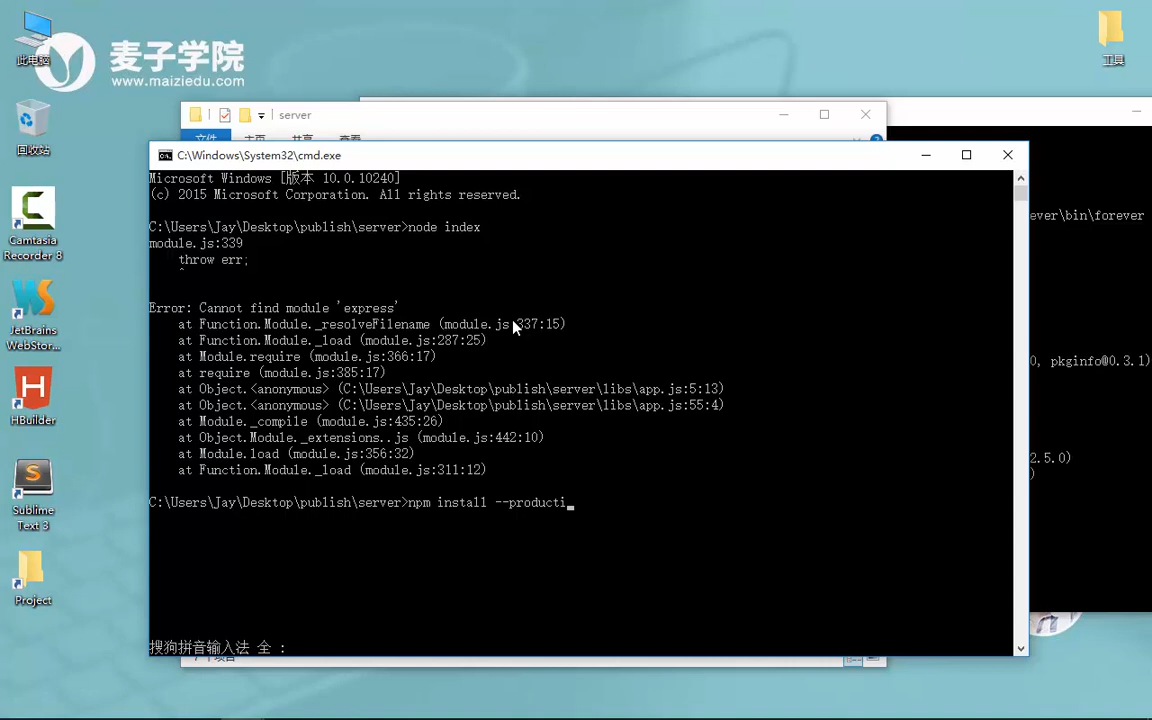 此电脑
麦子学院
www.maiziedu.com
工具
回收站
server
文件
主页
共享
查看
C:\Windows\System32\cmd.exe
Microsoft Windows [版本 10.0.10240]
(c) 2015 Microsoft Corporation. All rights reserved.
C:\Users\Jay\Desktop\publish\server>node index
module.js:339
    throw err;
    ^
Error: Cannot find module 'express'
    at Function.Module._resolveFilename (module.js:337:15)
    at Function.Module._load (module.js:287:25)
    at Module.require (module.js:366:17)
    at require (module.js:385:17)
    at Object.<anonymous> (C:\Users\Jay\Desktop\publish\server\libs\app.js:5:13)
    at Object.<anonymous> (C:\Users\Jay\Desktop\publish\server\libs\app.js:55:4)
    at Module._compile (module.js:435:26)
    at Object.Module._extensions..js (module.js:442:10)
    at Module.load (module.js:356:32)
    at Function.Module._load (module.js:311:12)
C:\Users\Jay\Desktop\publish\server>npm install --producti_
搜狗拼音输入法 全 :
ever\bin\forever
0, pkginfo@0.3.1)
2.5.0)
)
Camtasia
Recorder 8
JetBrains
WebStor...
HBuilder
Sublime
Text 3
Project